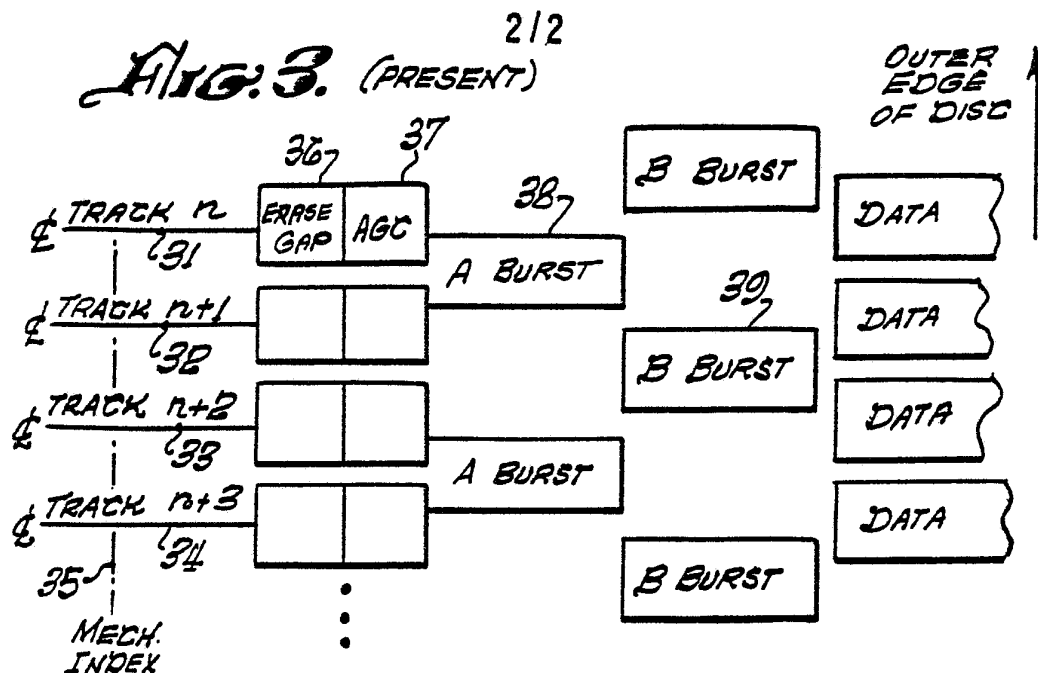 2/2
FIG. 3. (PRESENT)
OUTER
EDGE
OF DISC
36
37
B BURST
38
℄ TRACK n
31
ERASE
GAP
AGC
DATA
A BURST
39
℄ TRACK n+1
32
DATA
B BURST
℄ TRACK n+2
33
DATA
A BURST
℄ TRACK n+3
34
DATA
35
B BURST
MECH.
INDEX